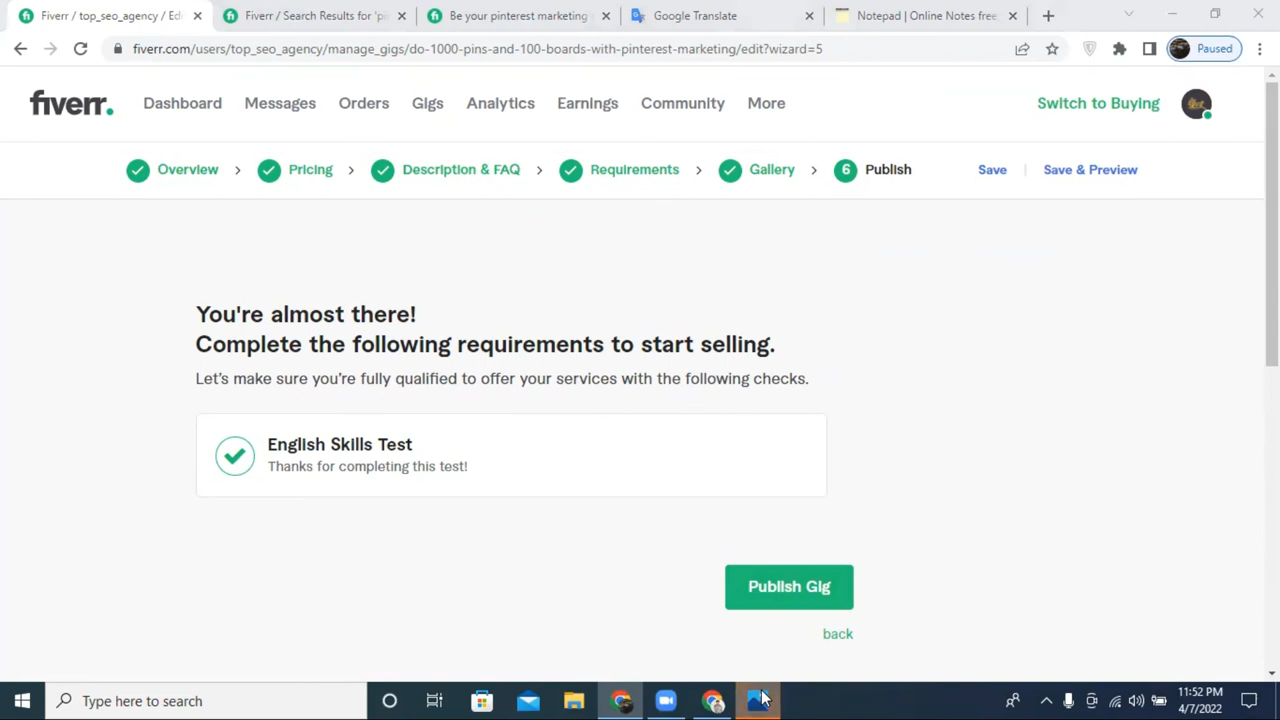 Fiverr / top_seo_agency / Ed
Fiverr / Search Results for 'p
Be your pinterest marketing
Google Translate
Notepad | Online Notes free
fiverr.com/users/top_seo_agency/manage_gigs/do-1000-pins-and-100-boards-with-pinterest-marketing/edit?wizard=5
Paused
fiverr.
Dashboard
Messages
Orders
Gigs
Analytics
Earnings
Community
More
Switch to Buying
Overview
Pricing
Description & FAQ
Requirements
Gallery
6 Publish
Save
Save & Preview
You're almost there!
Complete the following requirements to start selling.
Let's make sure you're fully qualified to offer your services with the following checks.
English Skills Test
Thanks for completing this test!
Publish Gig
back
Type here to search
11:52 PM
4/7/2022